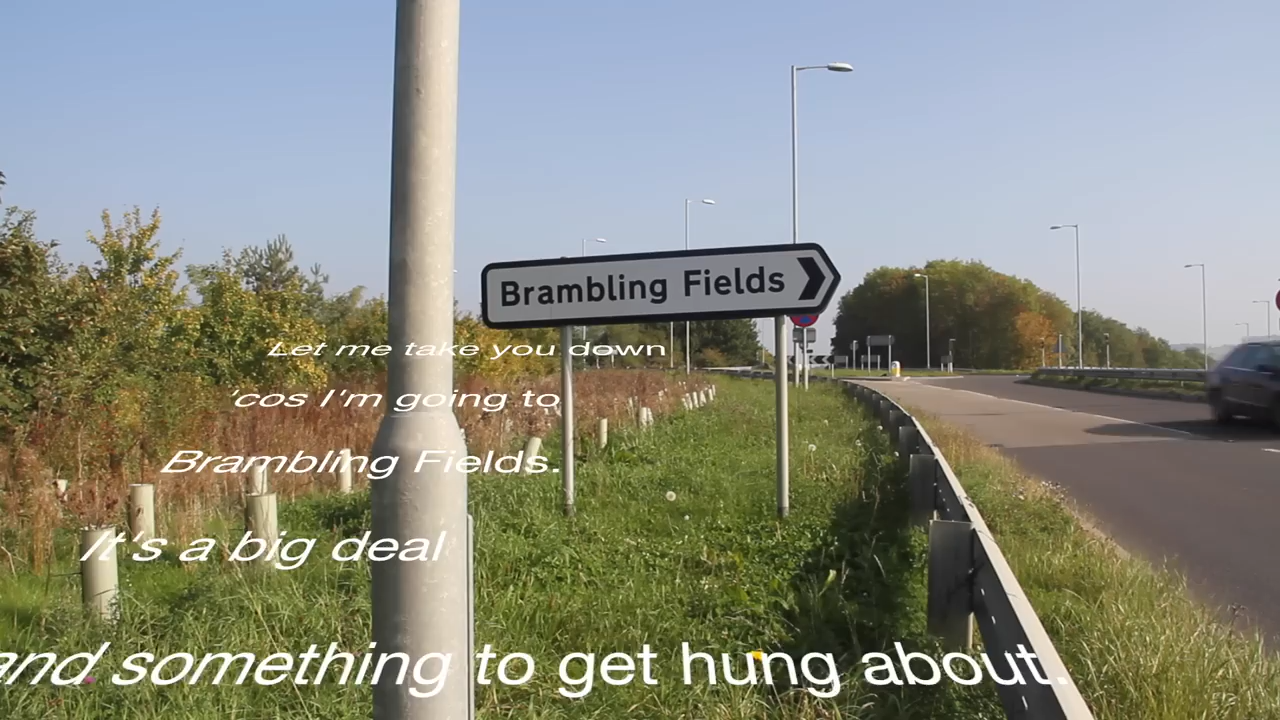 Brambling Fields
Let me take you down
'cos I'm going to
Brambling Fields.
It's a big deal
and something to get hung about.